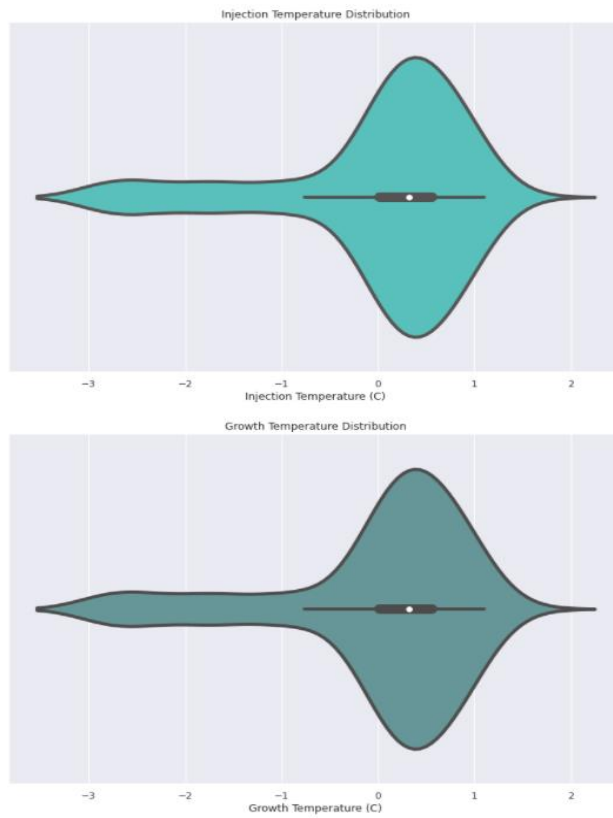 Injection Temperature Distribution
−3 −2 −1 0 1 2
Injection Temperature (C)
Growth Temperature Distribution
−3 −2 −1 0 1 2
Growth Temperature (C)